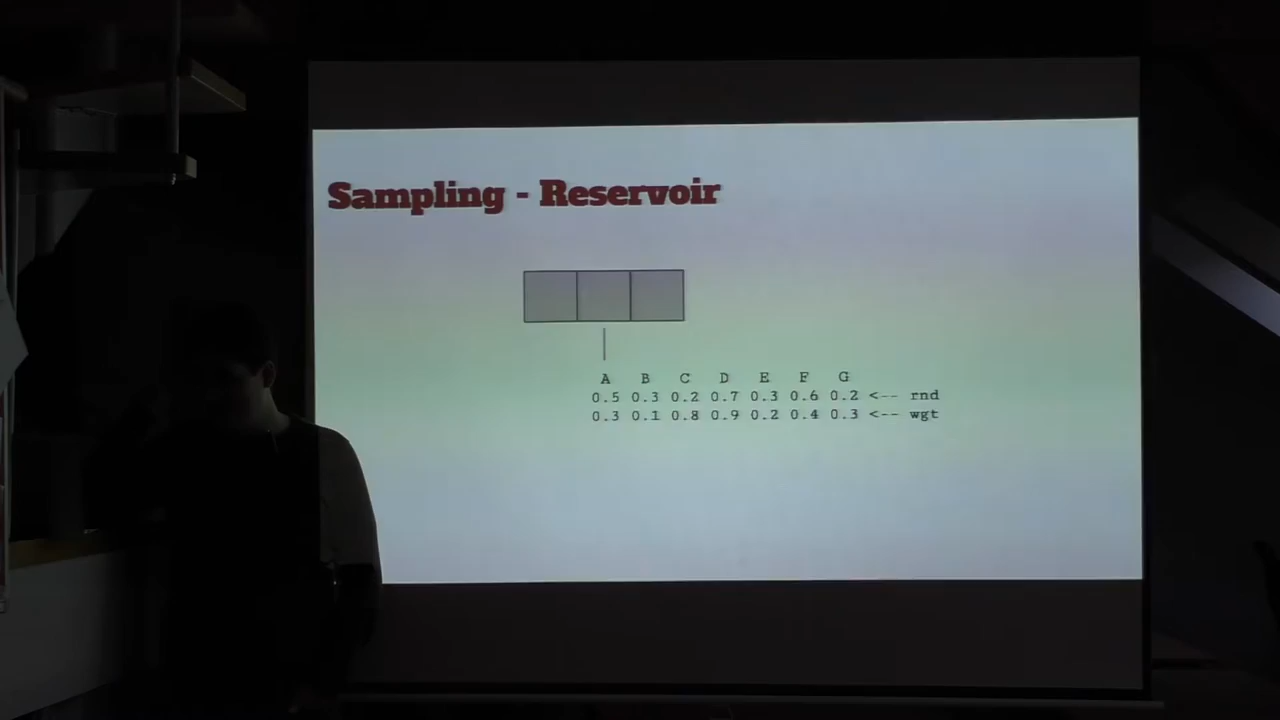 Sampling - Reservoir
A B C D E F G
0.5 0.3 0.2 0.7 0.3 0.6 0.2 <-- rnd
0.3 0.1 0.8 0.9 0.2 0.4 0.3 <-- wgt